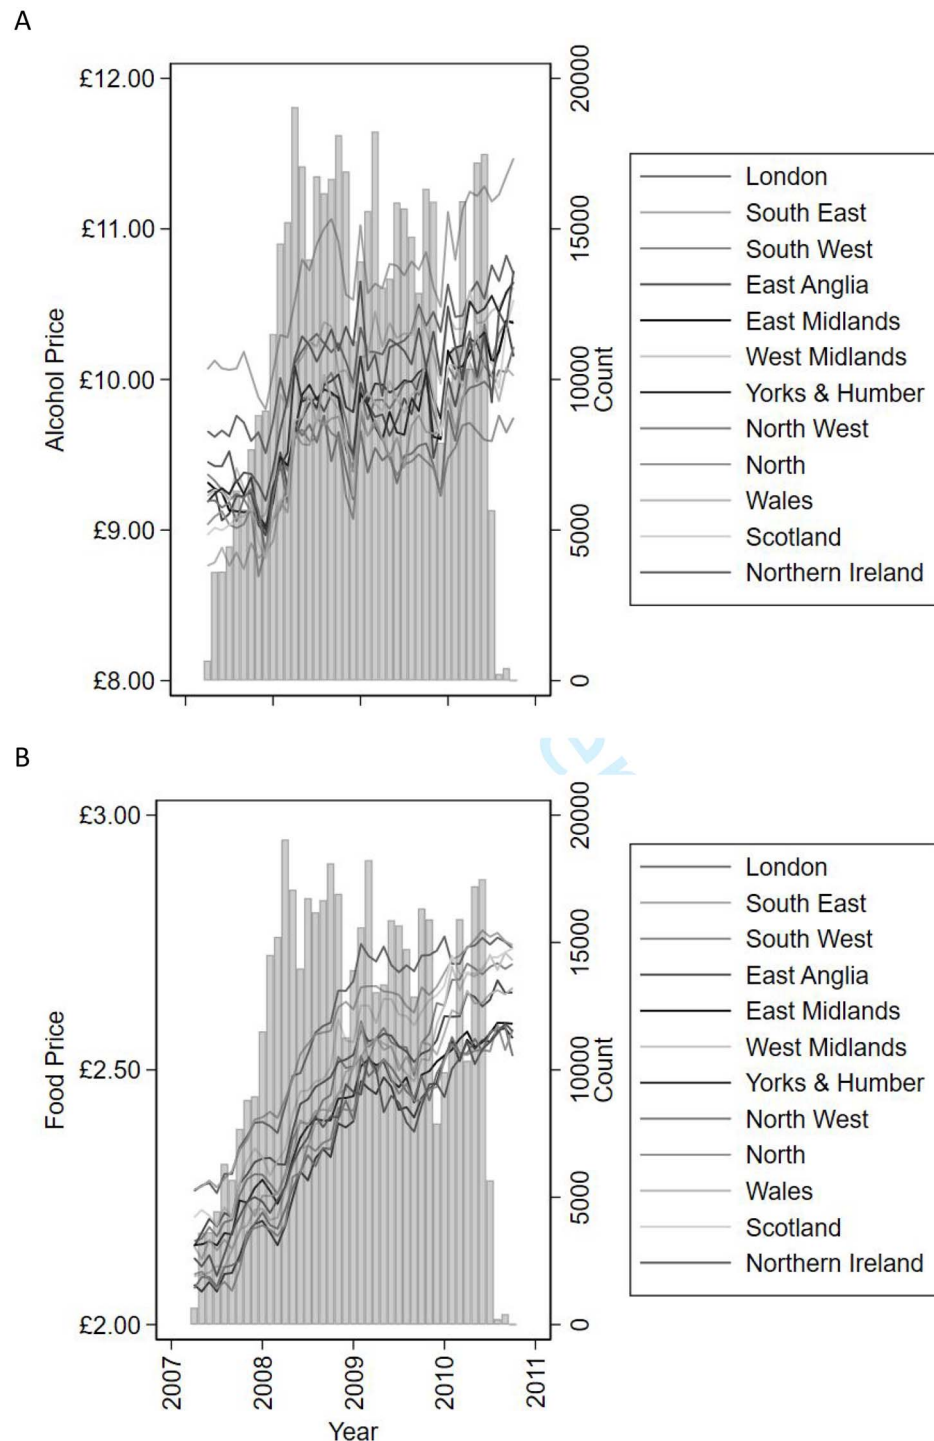 A
£12.00
£11.00
£10.00
£9.00
£8.00
Alcohol Price
20000
15000
10000
5000
0
Count
London
South East
South West
East Anglia
East Midlands
West Midlands
Yorks & Humber
North West
North
Wales
Scotland
Northern Ireland
B
£3.00
£2.50
£2.00
Food Price
20000
15000
10000
5000
0
Count
2007
2008
2009
2010
2011
Year
London
South East
South West
East Anglia
East Midlands
West Midlands
Yorks & Humber
North West
North
Wales
Scotland
Northern Ireland